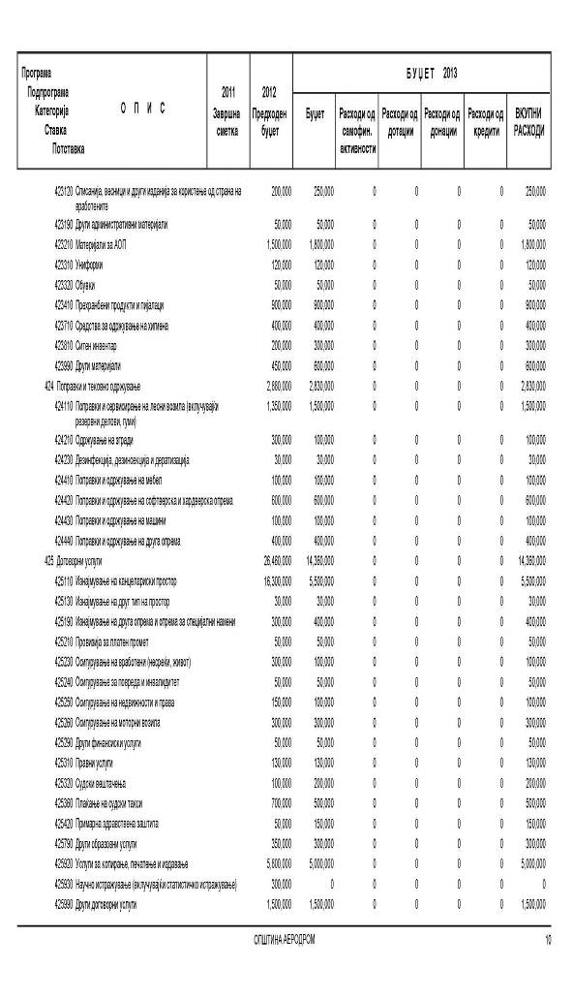 Програма
Подпрограма
Категорија
Ставка
Потставка
О П И С
2011
Завршна
сметка
2012
Предходен
буџет
Б У Џ Е Т 2013
Буџет
Расходи од
самофин.
активности
Расходи од
дотации
Расходи од
донации
Расходи од
кредити
ВКУПНИ
РАСХОДИ
423120 Списанија, весници и други изданија за користење од страна на 200,000 250,000 0 0 0 0 250,000
вработените
423190 Други административни материјали 50,000 50,000 0 0 0 0 50,000
423210 Материјали за АОП 1,500,000 1,800,000 0 0 0 0 1,800,000
423310 Униформи 120,000 120,000 0 0 0 0 120,000
423320 Обувки 50,000 50,000 0 0 0 0 50,000
423410 Прехранбени продукти и пијалаци 900,000 900,000 0 0 0 0 900,000
423710 Средства за одржување на хигиена 400,000 400,000 0 0 0 0 400,000
423810 Ситен инвентар 200,000 300,000 0 0 0 0 300,000
423990 Други материјали 450,000 600,000 0 0 0 0 600,000
424 Поправки и тековно одржување 2,860,000 2,830,000 0 0 0 0 2,830,000
424110 Поправки и сервисирање на лесни возила (вклучувајќи 1,350,000 1,500,000 0 0 0 0 1,500,000
резервни делови, гуми)
424210 Одржување на згради 300,000 100,000 0 0 0 0 100,000
424230 Дезинфекција, дезинсекција и дератизација 30,000 30,000 0 0 0 0 30,000
424410 Поправки и одржување на мебел 100,000 100,000 0 0 0 0 100,000
424420 Поправки и одржување на софтверска и хардверска опрема 600,000 600,000 0 0 0 0 600,000
424430 Поправки и одржување на машини 100,000 100,000 0 0 0 0 100,000
424440 Поправки и одржување на друга опрема 400,000 400,000 0 0 0 0 400,000
425 Договорни услуги 26,460,000 14,360,000 0 0 0 0 14,360,000
425110 Изнајмување на канцелариски простор 16,300,000 5,500,000 0 0 0 0 5,500,000
425130 Изнајмување на друг тип на простор 30,000 30,000 0 0 0 0 30,000
425190 Изнајмување на друга опрема и опрема за специјални намени 300,000 400,000 0 0 0 0 400,000
425210 Провизија за платен промет 50,000 50,000 0 0 0 0 50,000
425230 Осигурување на вработени (несреќи, живот) 300,000 100,000 0 0 0 0 100,000
425240 Осигурување за повреда и инвалидитет 50,000 50,000 0 0 0 0 50,000
425250 Осигурување на недвижности и права 150,000 100,000 0 0 0 0 100,000
425260 Осигурување на моторни возила 300,000 300,000 0 0 0 0 300,000
425290 Други финансиски услуги 50,000 50,000 0 0 0 0 50,000
425310 Правни услуги 130,000 130,000 0 0 0 0 130,000
425320 Судски вештачења 100,000 200,000 0 0 0 0 200,000
425360 Плаќање на судски такси 700,000 500,000 0 0 0 0 500,000
425420 Примарна здравствена заштита 50,000 150,000 0 0 0 0 150,000
425790 Други образовни услуги 350,000 300,000 0 0 0 0 300,000
425920 Услуги за копирање, печатење и издавање 5,800,000 5,000,000 0 0 0 0 5,000,000
425930 Научно истражување (вклучувајќи статистичко истражување) 300,000 0 0 0 0 0 0
425990 Други договорни услуги 1,500,000 1,500,000 0 0 0 0 1,500,000
ОПШТИНА АЕРОДРОМ
10